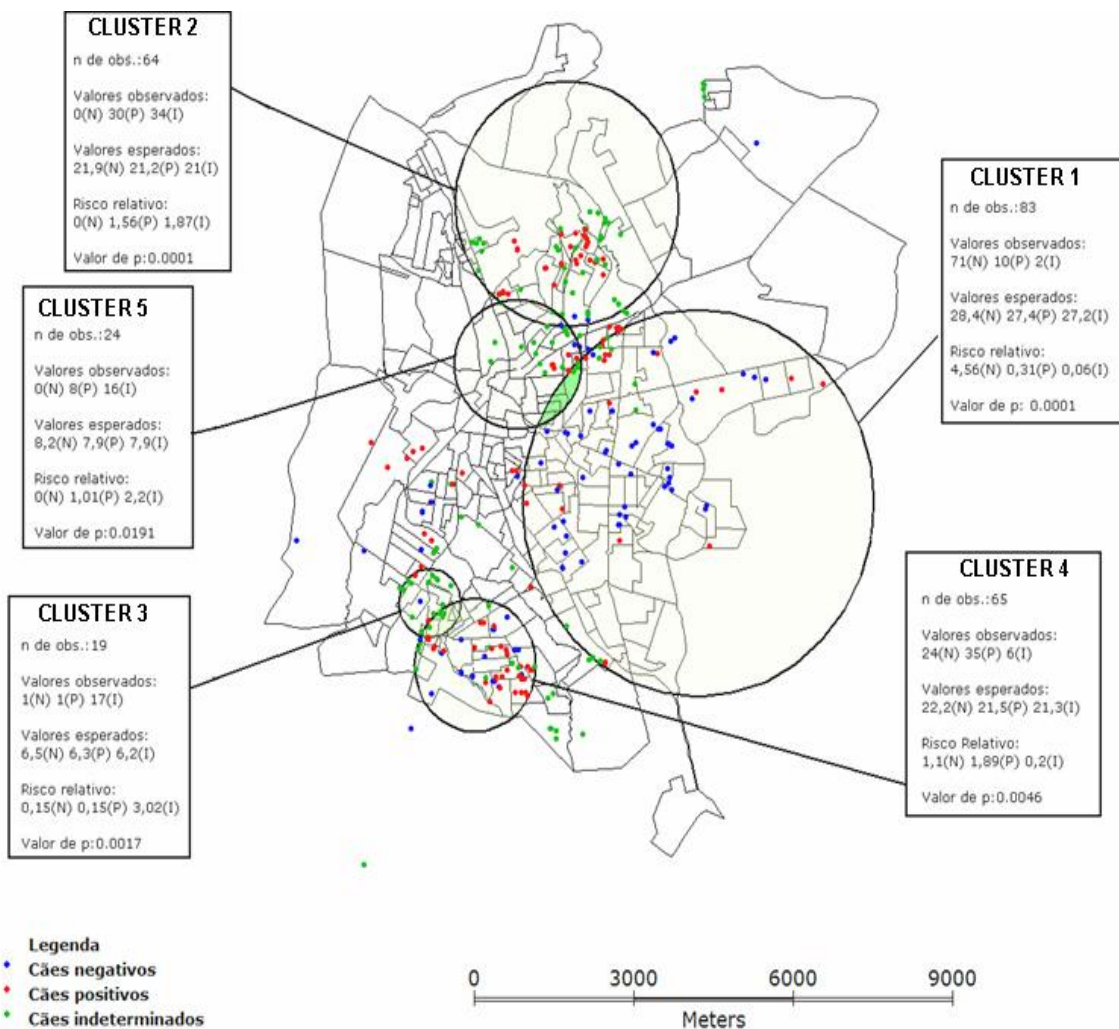 CLUSTER 2
n de obs.:64
Valores observados:
0(N) 30(P) 34(I)
Valores esperados:
21,9(N) 21,2(P) 21(I)
Risco relativo:
0(N) 1,56(P) 1,87(I)
Valor de p:0.0001
CLUSTER 1
n de obs.:83
Valores observados:
71(N) 10(P) 2(I)
Valores esperados:
28,4(N) 27,4(P) 27,2(I)
Risco relativo:
4,56(N) 0,31(P) 0,06(I)
Valor de p: 0.0001
CLUSTER 5
n de obs.:24
Valores observados:
0(N) 8(P) 16(I)
Valores esperados:
8,2(N) 7,9(P) 7,9(I)
Risco relativo:
0(N) 1,01(P) 2,2(I)
Valor de p:0.0191
CLUSTER 4
n de obs.:65
Valores observados:
24(N) 35(P) 6(I)
Valores esperados:
22,2(N) 21,5(P) 21,3(I)
Risco Relativo:
1,1(N) 1,89(P) 0,2(I)
Valor de p:0.0046
CLUSTER 3
n de obs.:19
Valores observados:
1(N) 1(P) 17(I)
Valores esperados:
6,5(N) 6,3(P) 6,2(I)
Risco relativo:
0,15(N) 0,15(P) 3,02(I)
Valor de p:0.0017
Legenda
Cães negativos
Cães positivos
Cães indeterminados
0 3000 6000 9000
Meters